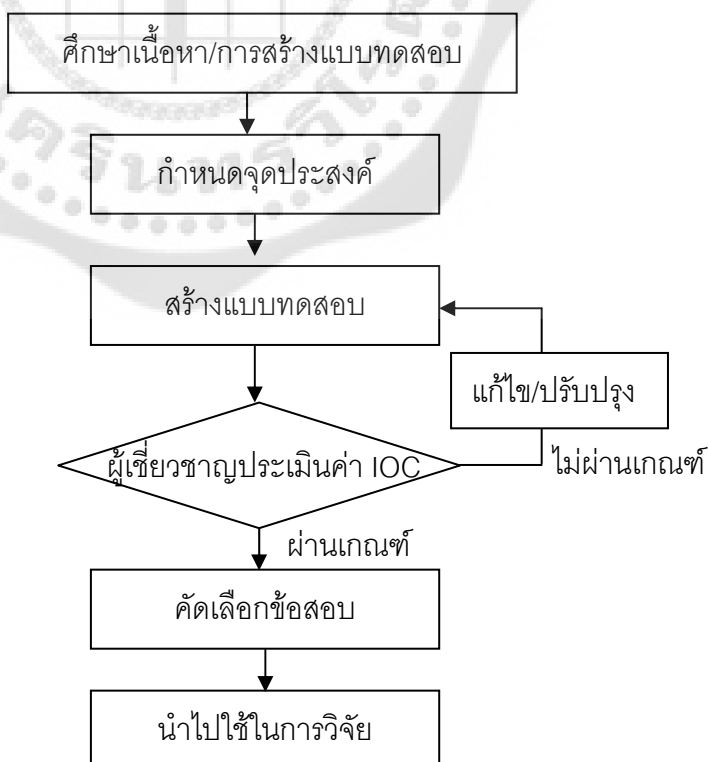 ศึกษาเนื้อหา/การสร้างแบบทดสอบ
กำหนดจุดประสงค์
สร้างแบบทดสอบ
แก้ไข/ปรับปรุง
ผู้เชี่ยวชาญประเมินค่า IOC
ไม่ผ่านเกณฑ์
ผ่านเกณฑ์
คัดเลือกข้อสอบ
นำไปใช้ในการวิจัย